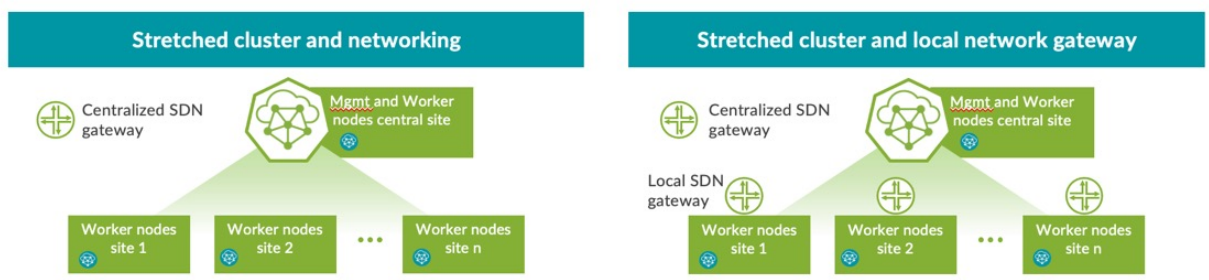 Stretched cluster and networking
Centralized SDN
gateway
Mgmt and Worker
nodes central site
Worker nodes
site 1
Worker nodes
site 2
Worker nodes
site n
Stretched cluster and local network gateway
Centralized SDN
gateway
Mgmt and Worker
nodes central site
Local SDN
gateway
Worker nodes
site 1
Worker nodes
site 2
Worker nodes
site n